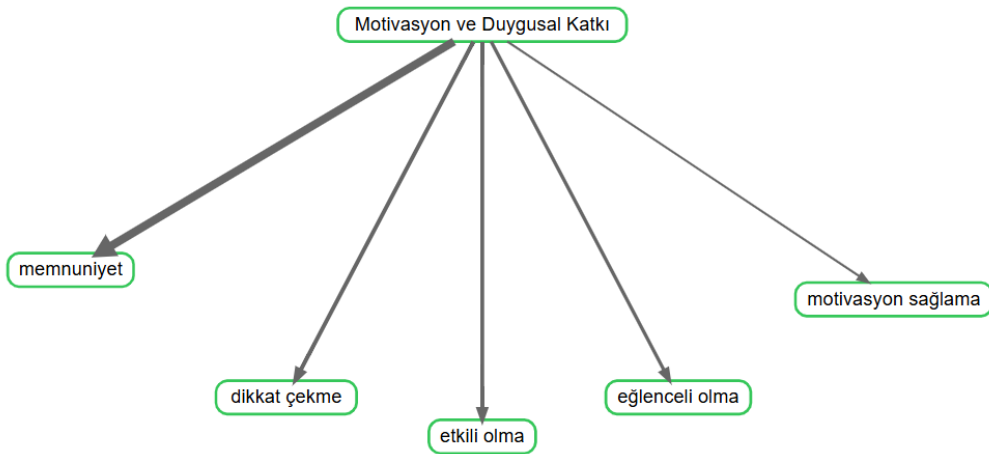 Motivasyon ve Duygusal Katkı
memnuniyet
motivasyon sağlama
dikkat çekme
eğlenceli olma
etkili olma